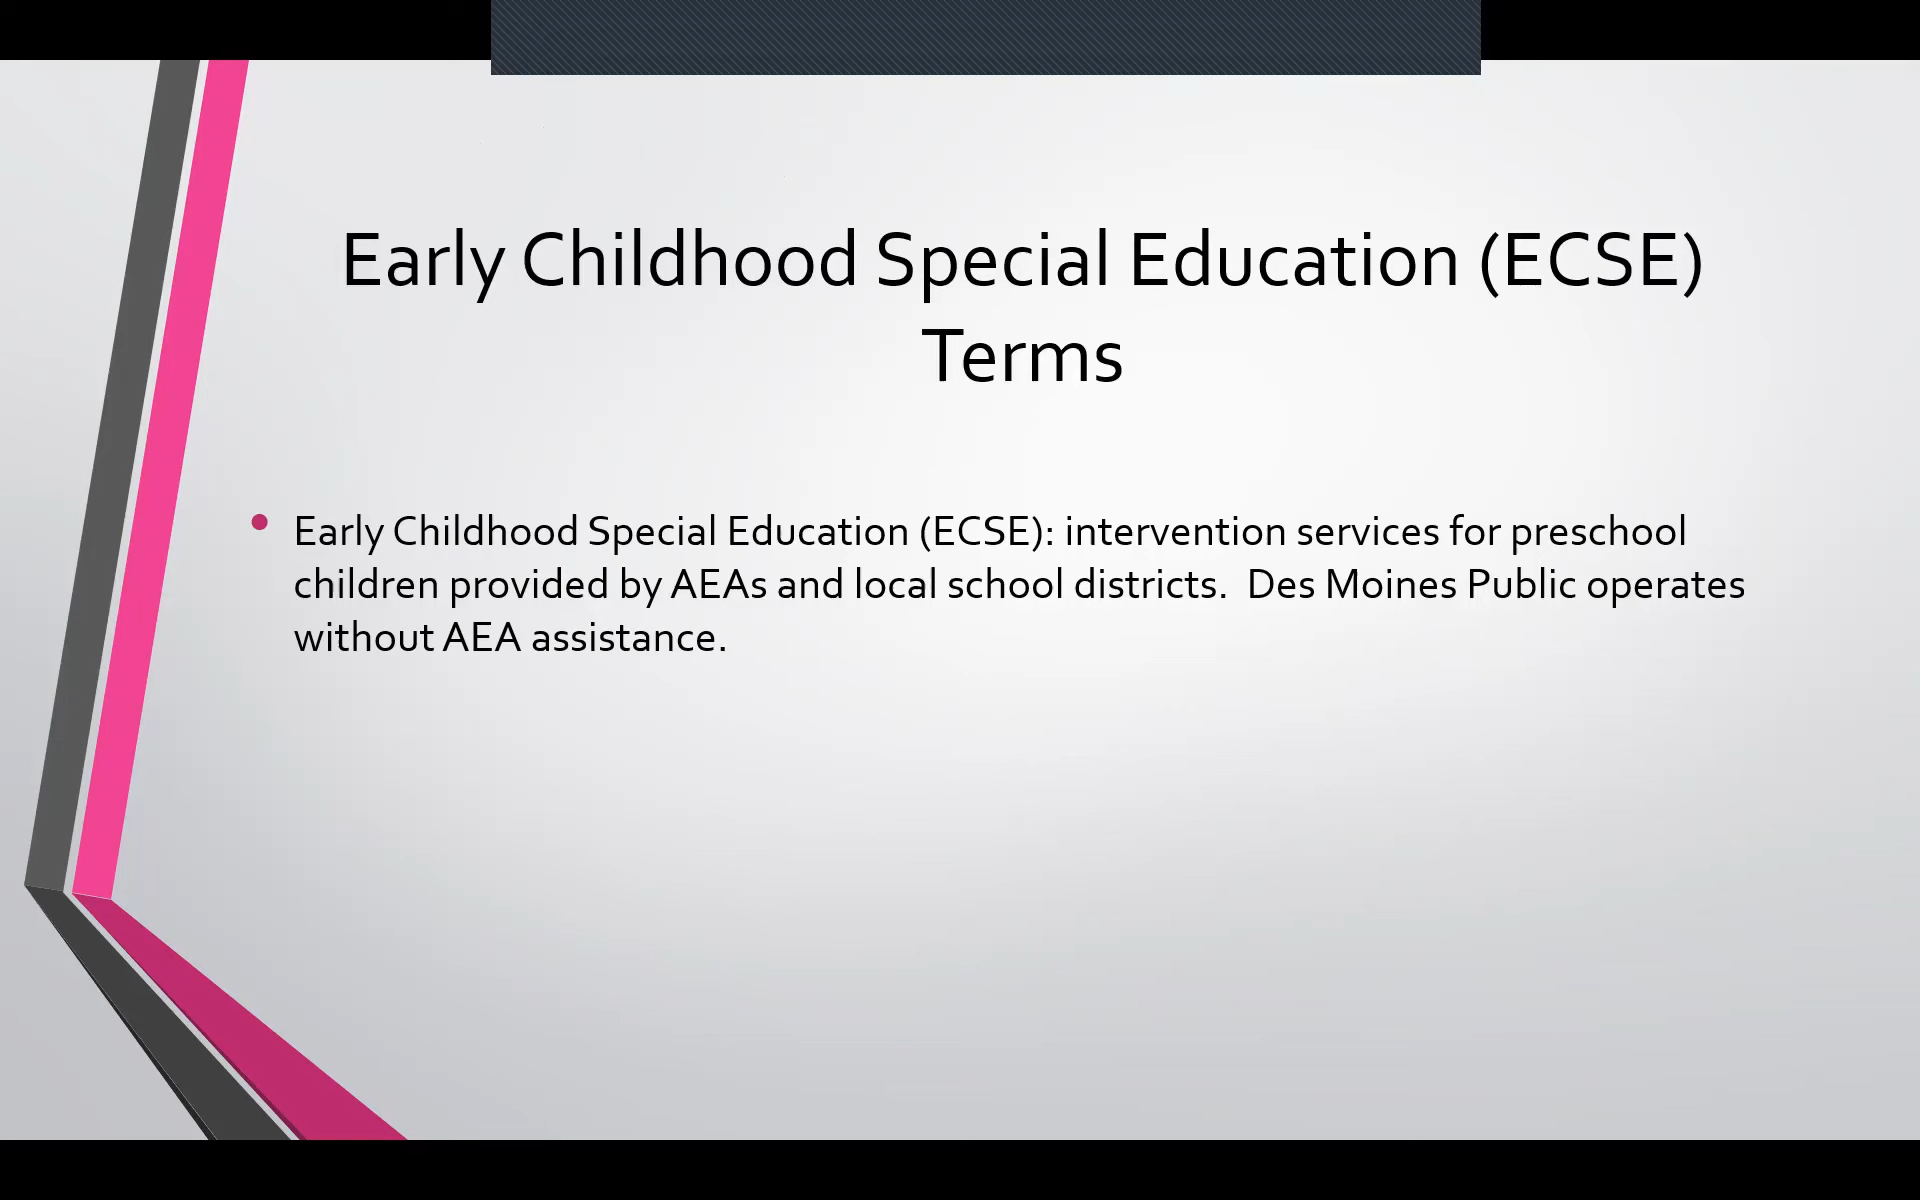 Early Childhood Special Education (ECSE)
Terms
• Early Childhood Special Education (ECSE): intervention services for preschool
children provided by AEAs and local school districts.  Des Moines Public operates
without AEA assistance.